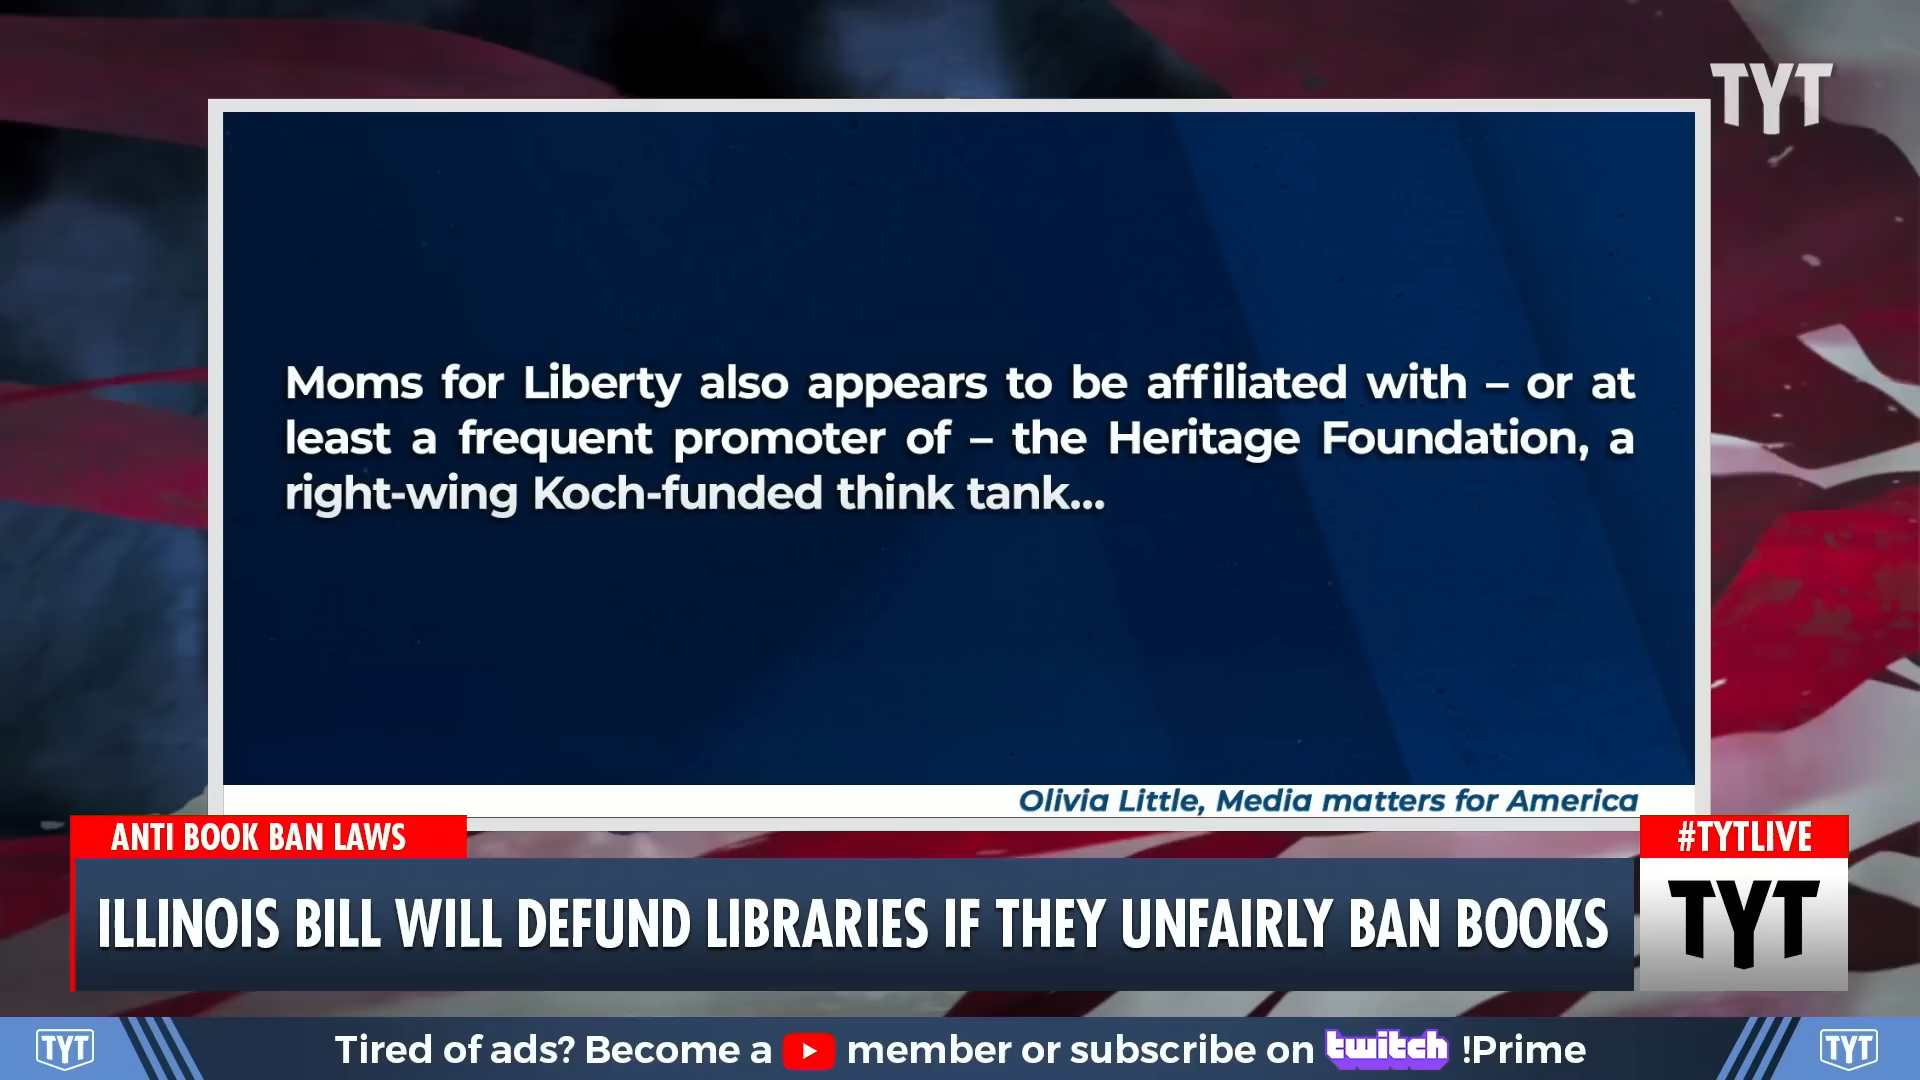 TYT
Moms for Liberty also appears to be affiliated with – or at
least a frequent promoter of – the Heritage Foundation, a
right-wing Koch-funded think tank...
Olivia Little, Media matters for America
ANTI BOOK BAN LAWS
#TYTLIVE
ILLINOIS BILL WILL DEFUND LIBRARIES IF THEY UNFAIRLY BAN BOOKS
TYT
TYT
Tired of ads? Become a member or subscribe on twitch !Prime
TYT